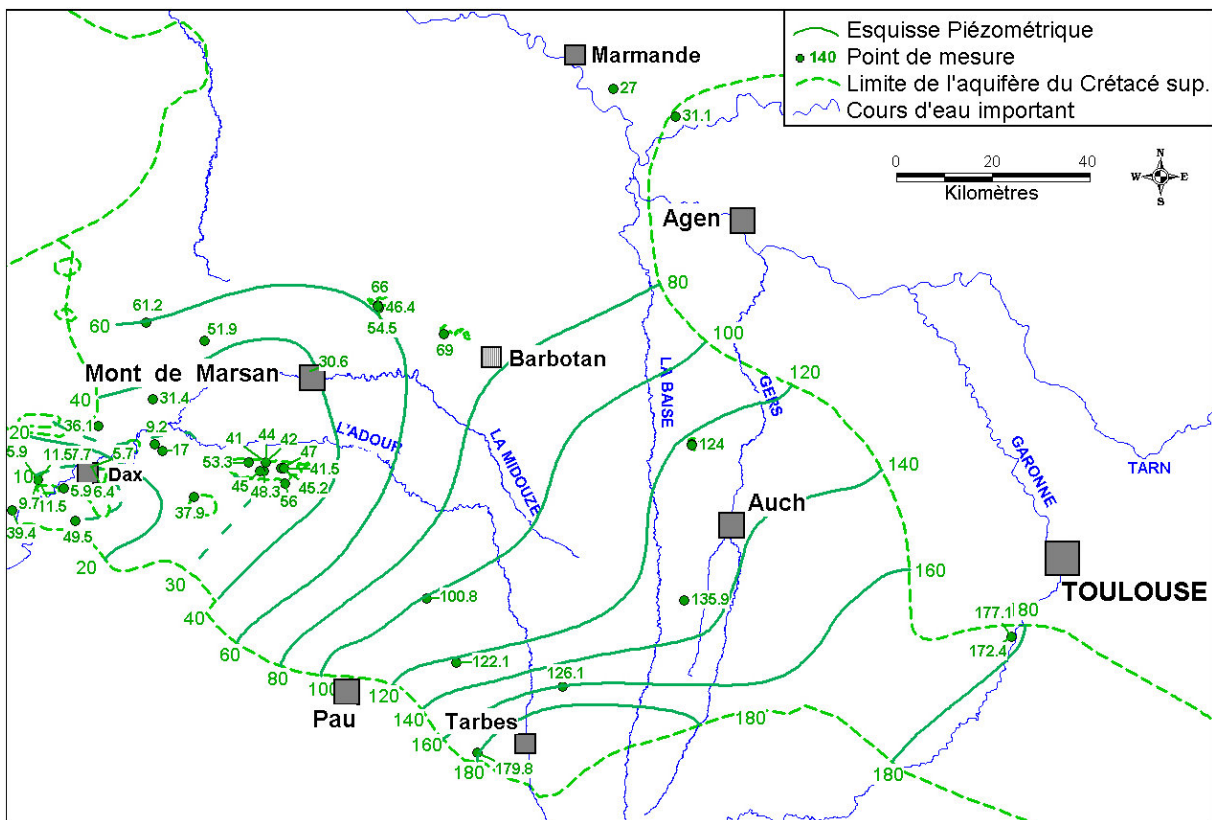 Esquisse Piézométrique
140 Point de mesure
Limite de l'aquifère du Crétacé sup.
Cours d'eau important
0 20 40
Kilomètres
N
W E
S
Marmande
27
31.1
Agen
80
66
46.4
54.5
61.2
60
51.9
69
Barbotan
100
120
Mont de Marsan
30.6
40
31.4
36.1
20
9.2
17
5.9
11.5
7.7
5.7
Dax
10
5.9
6.4
11.5
9.7
39.4
49.5
41
44
42
47
53.3
41.5
45
48.3
45.2
56
37.9
L'ADOUR
LA MIDOUZE
LA BAISE
GERS
GARONNE
TARN
124
140
Auch
TOULOUSE
20
30
40
60
80
100
120
140
160
180
100.8
135.9
160
177.1
180
172.4
122.1
126.1
Pau
Tarbes
179.8
180
180